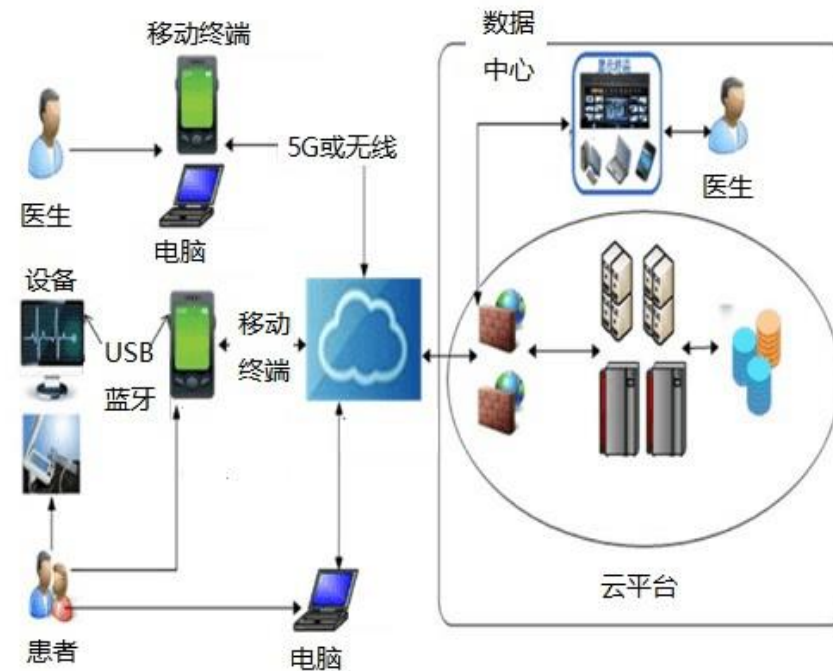 移动终端
数据
中心
5G或无线
医生
医生
电脑
设备
USB
蓝牙
移动
终端
云平台
患者
电脑